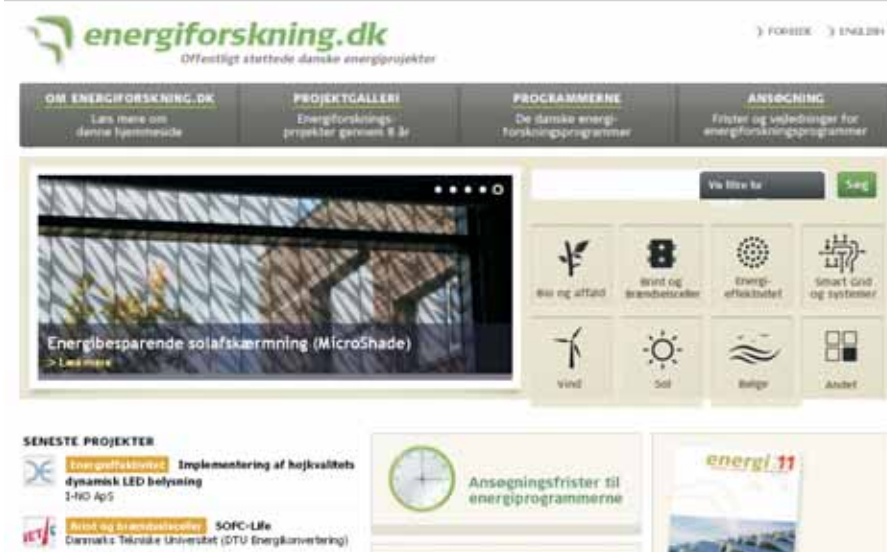 energiforskning.dk
Offentligt støttede danske energiprojekter
FORSIDE ENGLISH
OM ENERGIFORSKNING.DK
Læs mere om
denne hjemmeside
PROJEKTGALLERI
Energiforsknings-
projekter gennem 8 år
PROGRAMMERNE
De danske energi-
forskningsprogrammer
ANSØGNING
Frister og vejledninger for
energiforskningsprogrammer
Søg
Energibesparende solafskærmning (MicroShade)
> Læs mere
Bio og affald
Brint og
Brændselsceller
Energi-
effektivitet
Smart Grid
og systemer
Vind
Sol
Bølge
Andet
SENESTE PROJEKTER
Energieffektivitet Implementering af højkvalitets
dynamisk LED belysning
I-NO ApS
Brint og brændselsceller SOFC-Life
Danmarks Tekniske Universitet (DTU Energikonvertering)
Ansøgningsfrister til
energiprogrammerne
energi 11